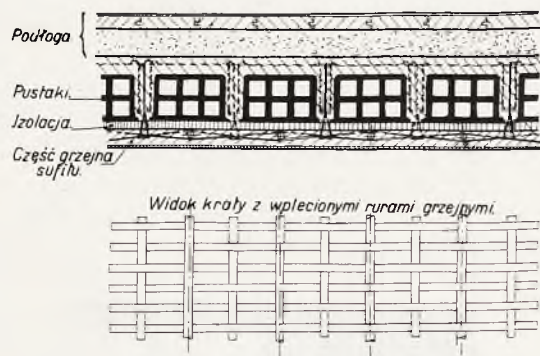 Podłoga
Pustaki
Izolacja
Część grzejna
sufitu.
Widok kraty z wplecionymi rurami grzejnymi.